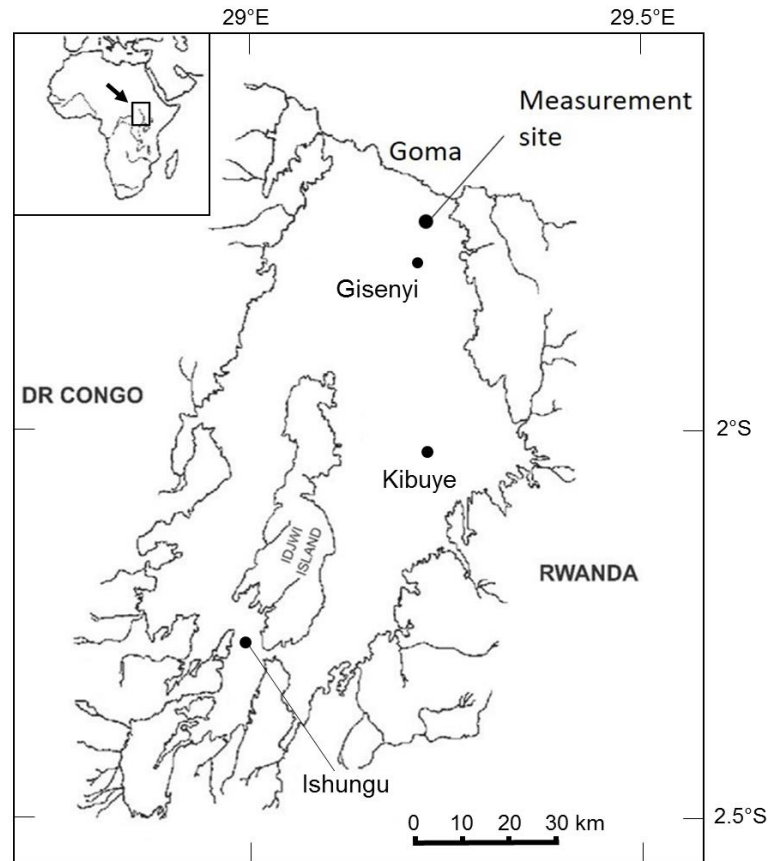 29°E
29.5°E
Measurement
site
Goma
Gisenyi
DR CONGO
2°S
Kibuye
IDJWI
ISLAND
RWANDA
Ishungu
0 10 20 30 km
2.5°S